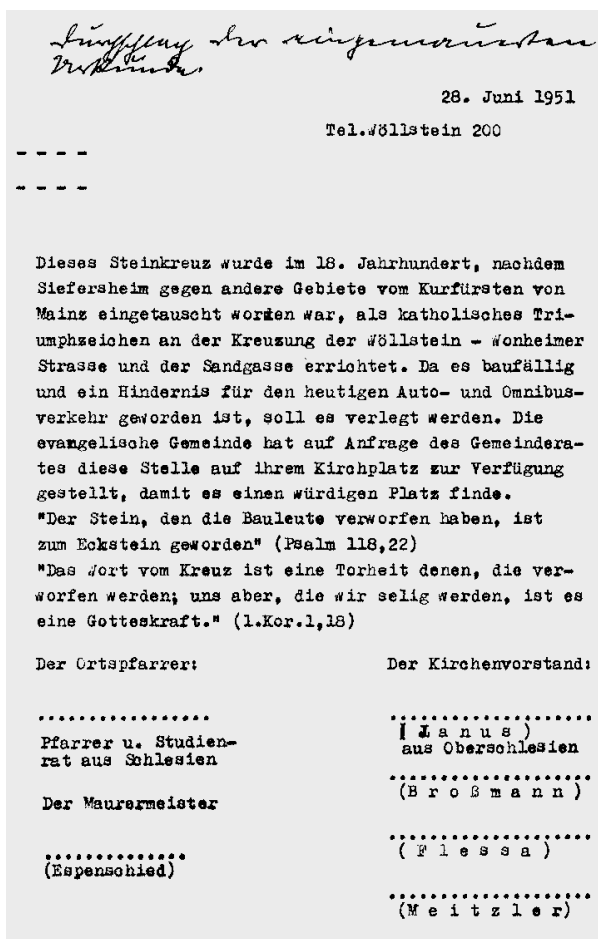 Durchschlag der eingemauerten
Urkunde.
28. Juni 1951
Tel.Wöllstein 200
- - - -
- - - -
Dieses Steinkreuz wurde im 18. Jahrhundert, nachdem
Siefersheim gegen andere Gebiete vom Kurfürsten von
Mainz eingetauscht worden war, als katholisches Tri-
umphzeichen an der Kreuzung der Wöllstein - Wonheimer
Strasse und der Sandgasse errichtet. Da es baufällig
und ein Hindernis für den heutigen Auto- und Omnibus-
verkehr geworden ist, soll es verlegt werden. Die
evangelische Gemeinde hat auf Anfrage des Gemeindera-
tes diese Stelle auf ihrem Kirchplatz zur Verfügung
gestellt, damit es einen würdigen Platz finde.
"Der Stein, den die Bauleute verworfen haben, ist
zum Eckstein geworden" (Psalm 118,22)
"Das Wort vom Kreuz ist eine Torheit denen, die ver-
worfen werden; uns aber, die wir selig werden, ist es
eine Gotteskraft." (1.Kor.1,18)
Der Ortspfarrer:
.................
Pfarrer u. Studien-
rat aus Schlesien
Der Maurermeister
..............
(Espenschied)
Der Kirchenvorstand:
....................
( J a n u s )
aus Oberschlesien
....................
(B r o ß m a n n )
....................
( F l e s s a )
....................
(M e i t z l e r)